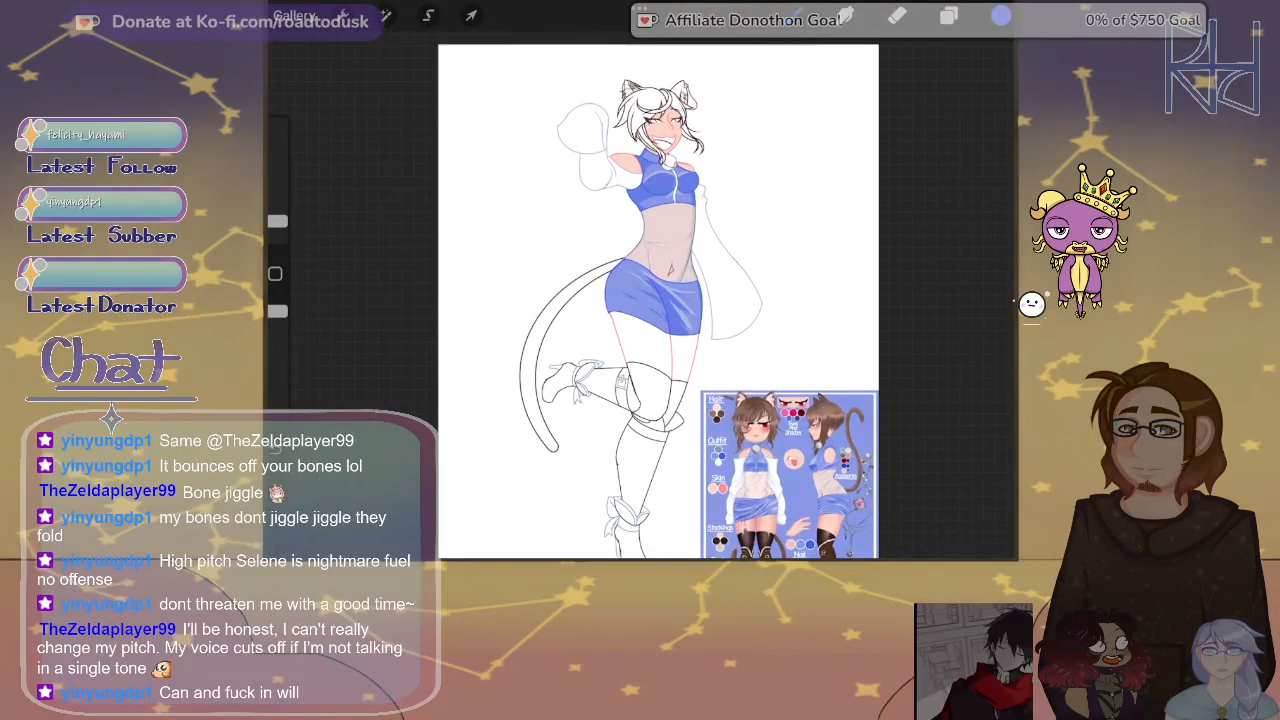 Donate at Ko-fi.com/roadtodusk
Gallery
Affiliate Donothon Goal
0% of $750 Goal
felicity_hayami
Latest Follow
yinyungdp1
Latest Subber
Latest Donator
Chat
yinyungdp1 Same @TheZeldaplayer99
yinyungdp1 It bounces off your bones lol
TheZeldaplayer99 Bone jiggle
yinyungdp1 my bones dont jiggle jiggle they
fold
yinyungdp1 High pitch Selene is nightmare fuel
no offense
yinyungdp1 dont threaten me with a good time~
TheZeldaplayer99 I'll be honest, I can't really
change my pitch. My voice cuts off if I'm not talking
in a single tone
yinyungdp1 Can and fuck in will
Hair
Outfit
Skin
Stockings